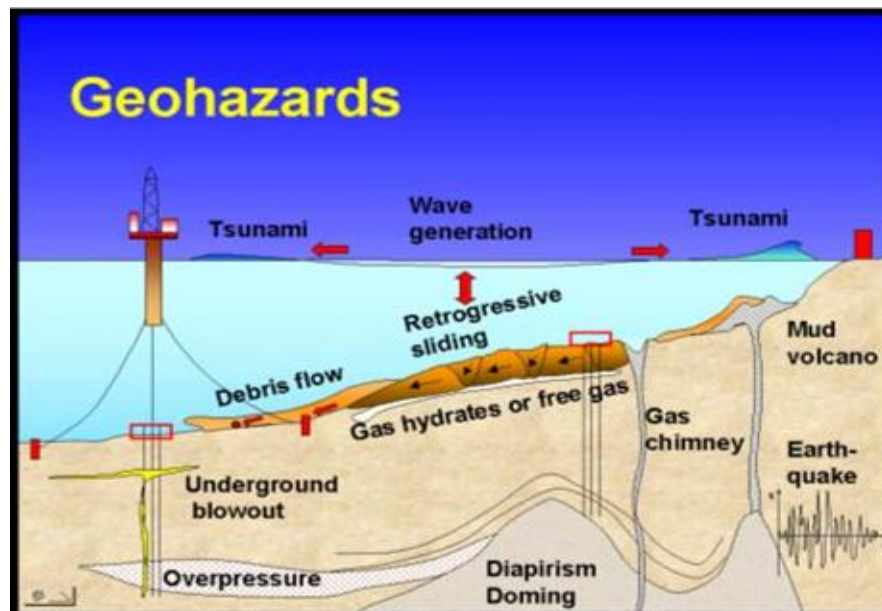 Geohazards
Wave
generation
Tsunami
Tsunami
Retrogressive
sliding
Mud
volcano
Debris flow
Gas hydrates or free gas
Gas
chimney
Earth-
quake
Underground
blowout
Overpressure
Diapirism
Doming